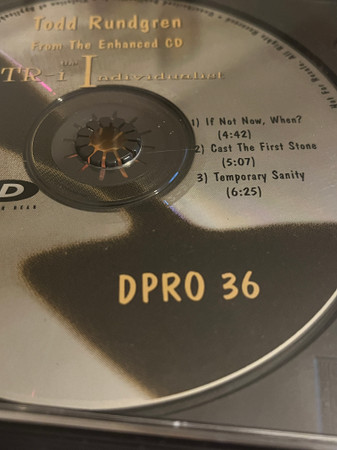 Todd Rundgren
From The Enhanced CD
TR-i Individualist
1) If Not Now, When?
(4:42)
2) Cast The First Stone
(5:07)
3) Temporary Sanity
(6:25)
DPRO 36